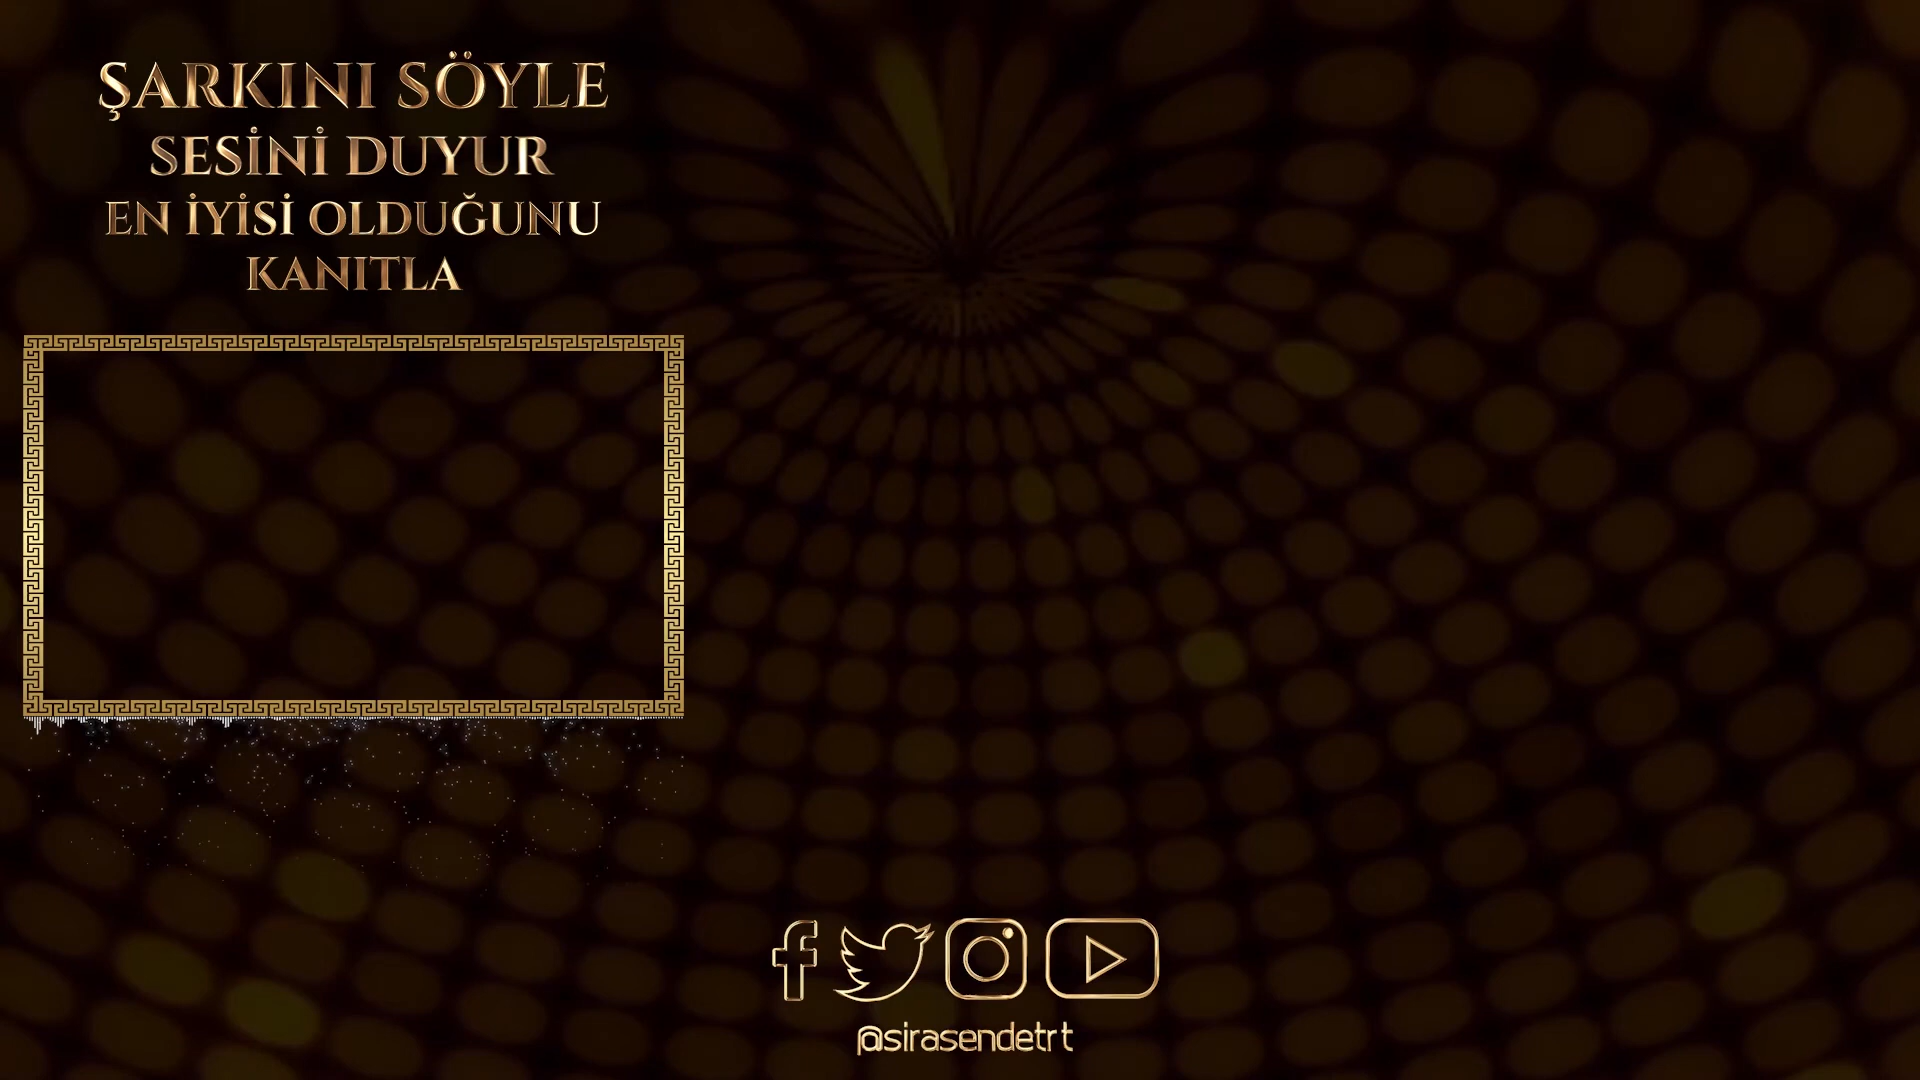 ŞARKINI SÖYLE
SESİNİ DUYUR
EN İYİSİ OLDUĞUNU
KANITLA
@sirasendetrt